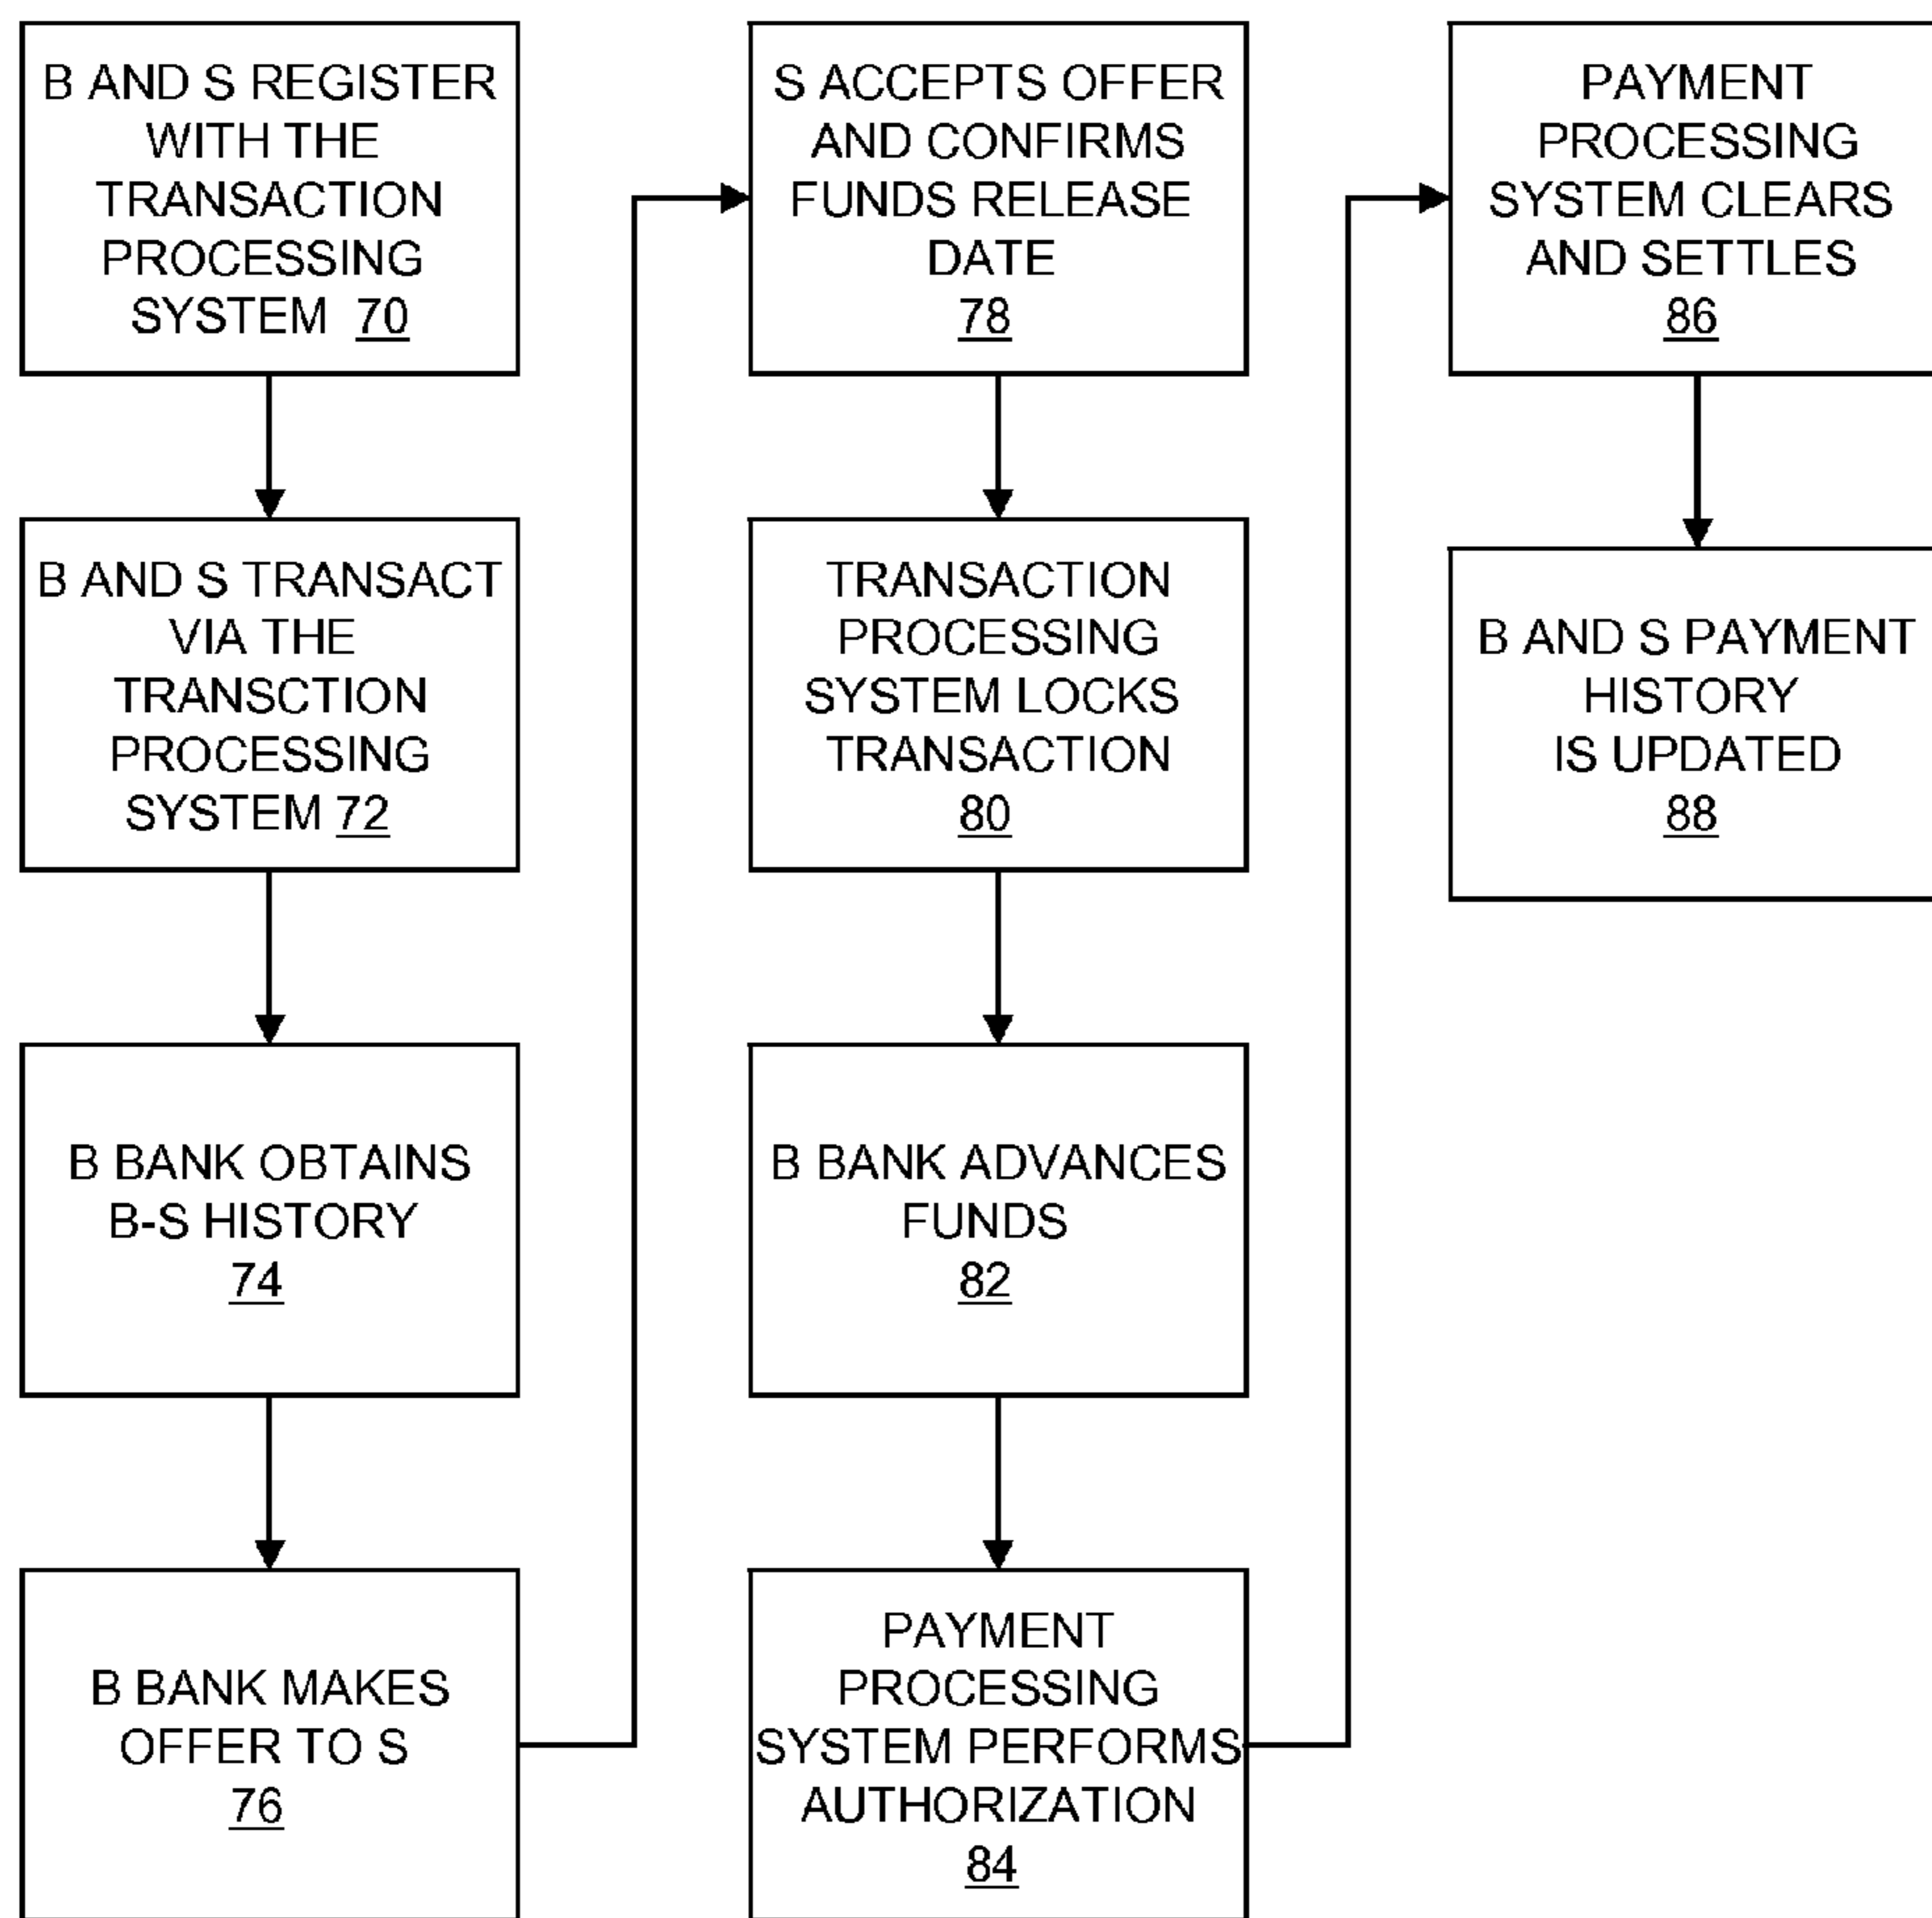 B AND S REGISTER
WITH THE
TRANSACTION
PROCESSING
SYSTEM 70
B AND S TRANSACT
VIA THE
TRANSCTION
PROCESSING
SYSTEM 72
B BANK OBTAINS
B-S HISTORY
74
B BANK MAKES
OFFER TO S
76
S ACCEPTS OFFER
AND CONFIRMS
FUNDS RELEASE
DATE
78
TRANSACTION
PROCESSING
SYSTEM LOCKS
TRANSACTION
80
B BANK ADVANCES
FUNDS
82
PAYMENT
PROCESSING
SYSTEM PERFORMS
AUTHORIZATION
84
PAYMENT
PROCESSING
SYSTEM CLEARS
AND SETTLES
86
B AND S PAYMENT
HISTORY
IS UPDATED
88